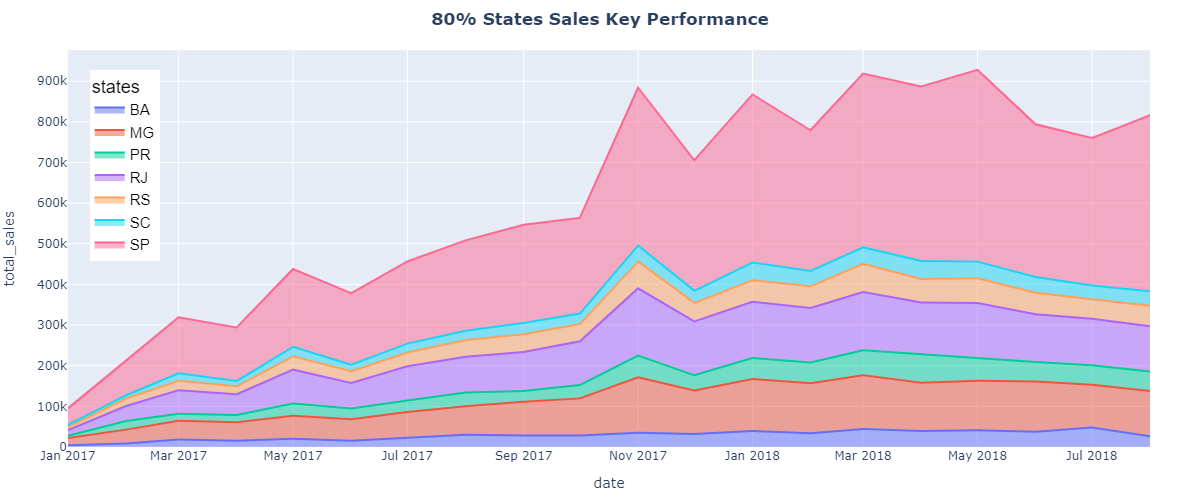 80% States Sales Key Performance
total_sales
900k
800k
700k
600k
500k
400k
300k
200k
100k
0
states
BA
MG
PR
RJ
RS
SC
SP
Jan 2017 Mar 2017 May 2017 Jul 2017 Sep 2017 Nov 2017 Jan 2018 Mar 2018 May 2018 Jul 2018
date